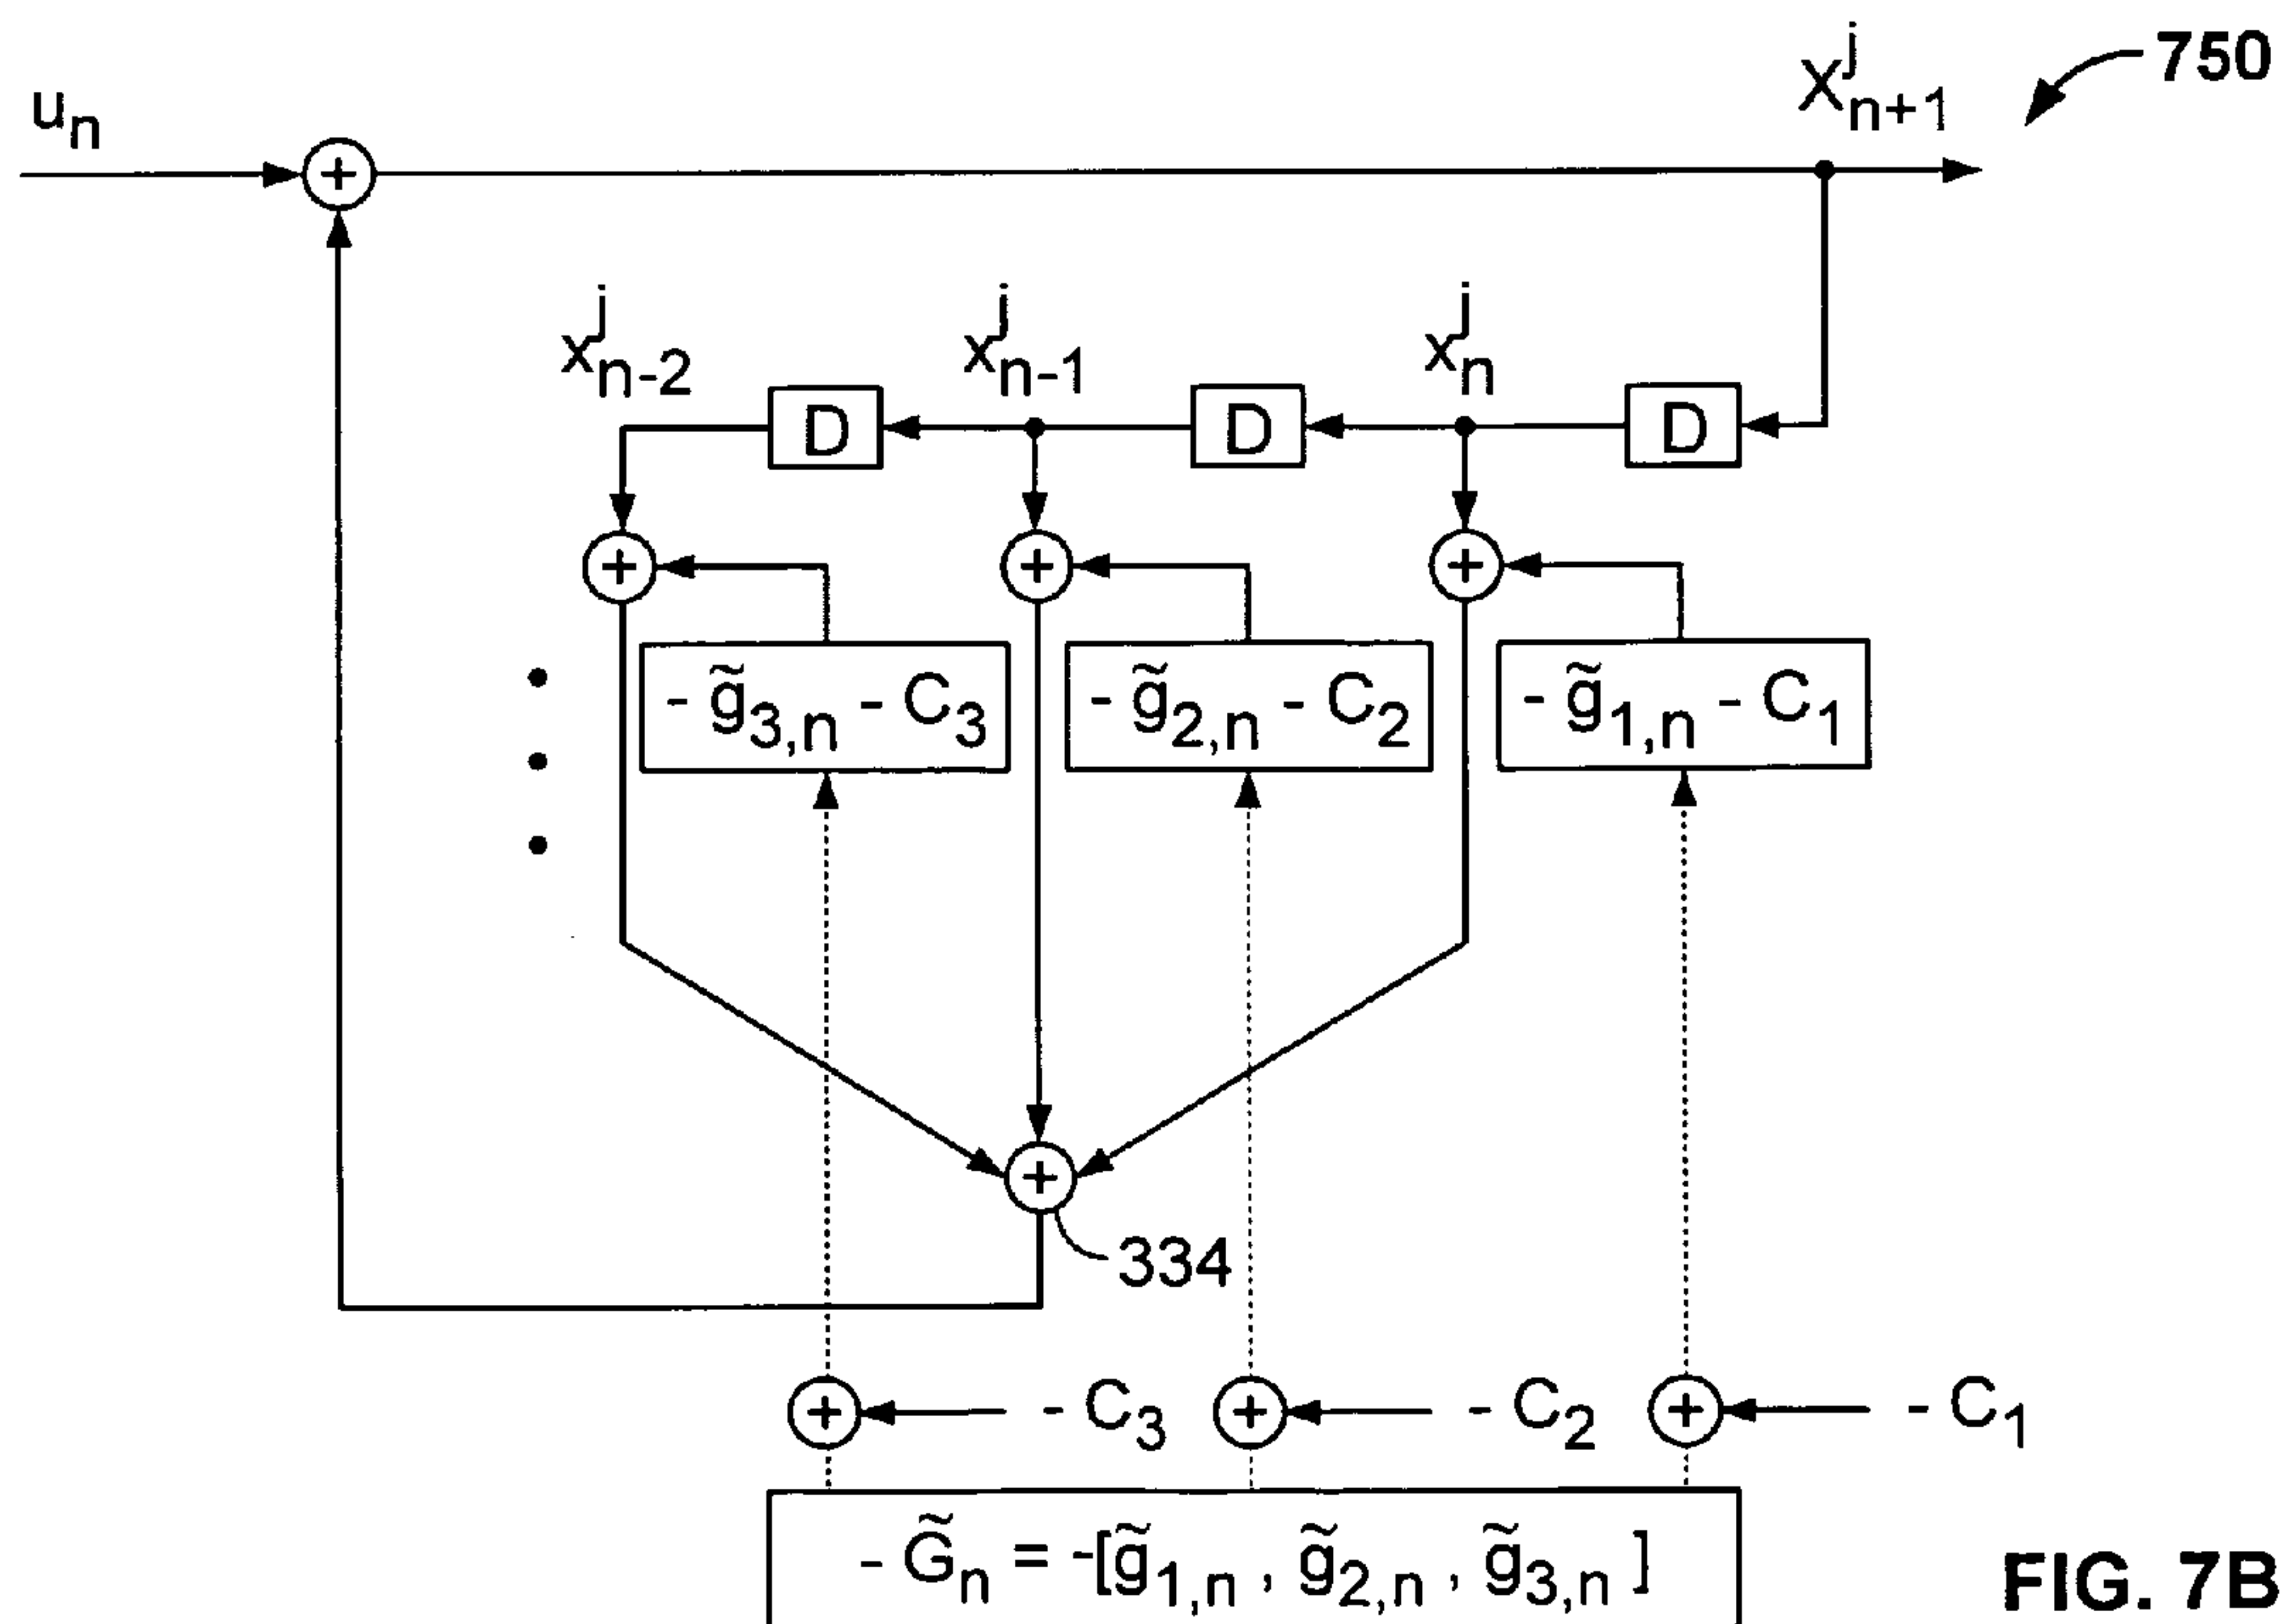 u_n
X^j_{n+1}
750
x^j_{n-2}
x^j_{n-1}
x^j_n
D
D
D
+
+
+
+
- g̃_{3,n} - C_3
- g̃_{2,n} - C_2
- g̃_{1,n} - C_1
+
334
+
- C_3
+
- C_2
+
- C_1
- G̃_n = -[g̃_{1,n} , g̃_{2,n} , g̃_{3,n} ]
FIG. 7B